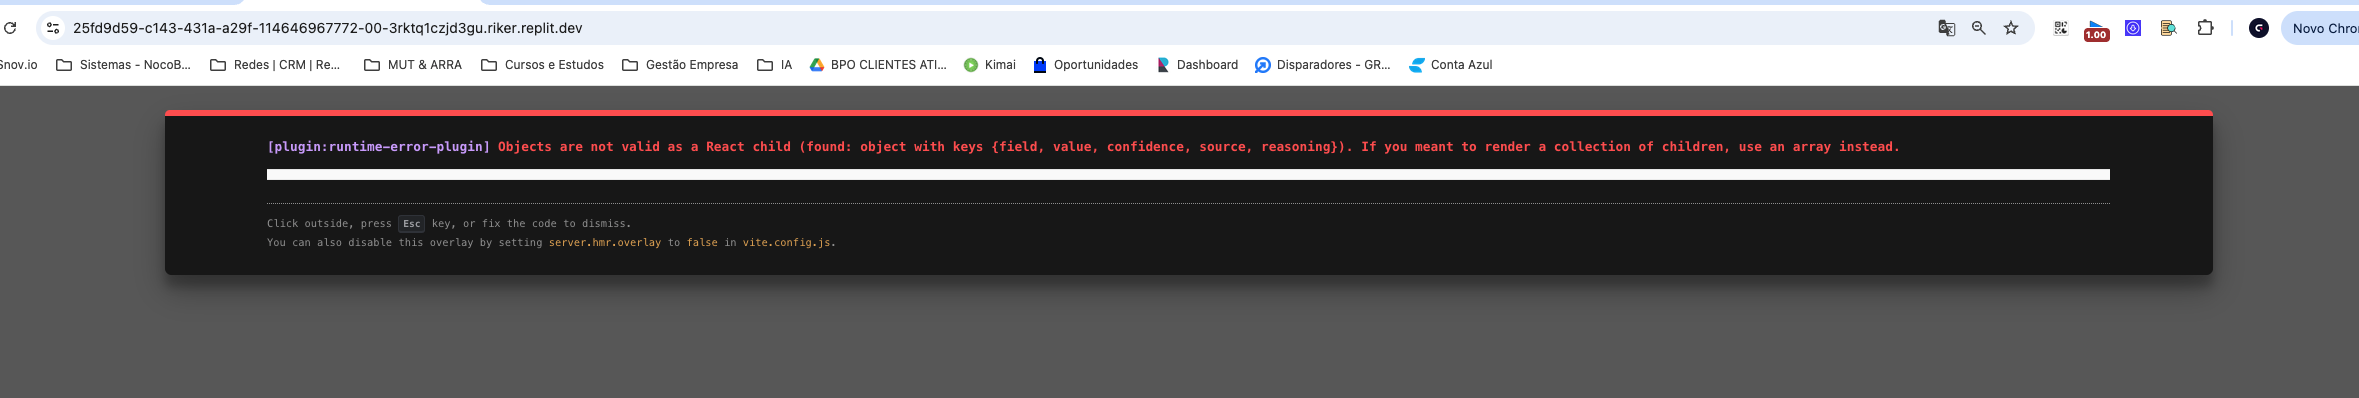 25fd9d59-c143-431a-a29f-114646967772-00-3rktq1czjd3gu.riker.replit.dev
1.00
Novo Chro
Snov.io Sistemas - NocoB... Redes | CRM | Re... MUT & ARRA Cursos e Estudos Gestão Empresa IA BPO CLIENTES ATI... Kimai Oportunidades Dashboard Disparadores - GR... Conta Azul
[plugin:runtime-error-plugin] Objects are not valid as a React child (found: object with keys {field, value, confidence, source, reasoning}). If you meant to render a collection of children, use an array instead.
Click outside, press Esc key, or fix the code to dismiss.
You can also disable this overlay by setting server.hmr.overlay to false in vite.config.js.